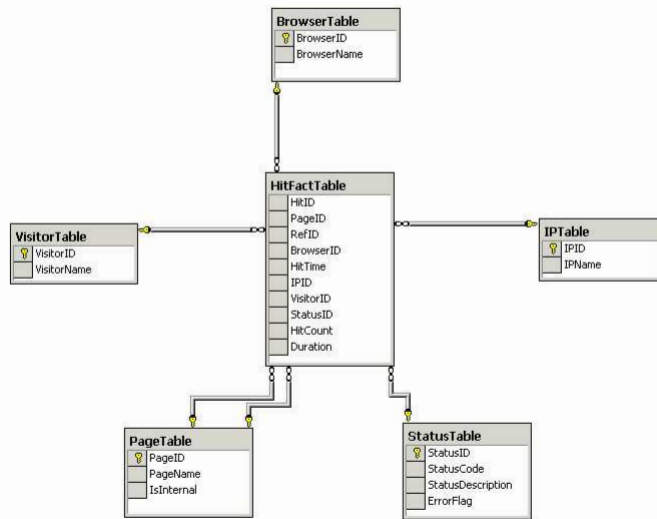 BrowserTable
BrowserID
BrowserName
HitFactTable
HitID
PageID
RefID
BrowserID
HitTime
IPID
VisitorID
StatusID
HitCount
Duration
VisitorTable
VisitorID
VisitorName
IPTable
IPID
IPName
PageTable
PageID
PageName
IsInternal
StatusTable
StatusID
StatusCode
StatusDescription
ErrorFlag